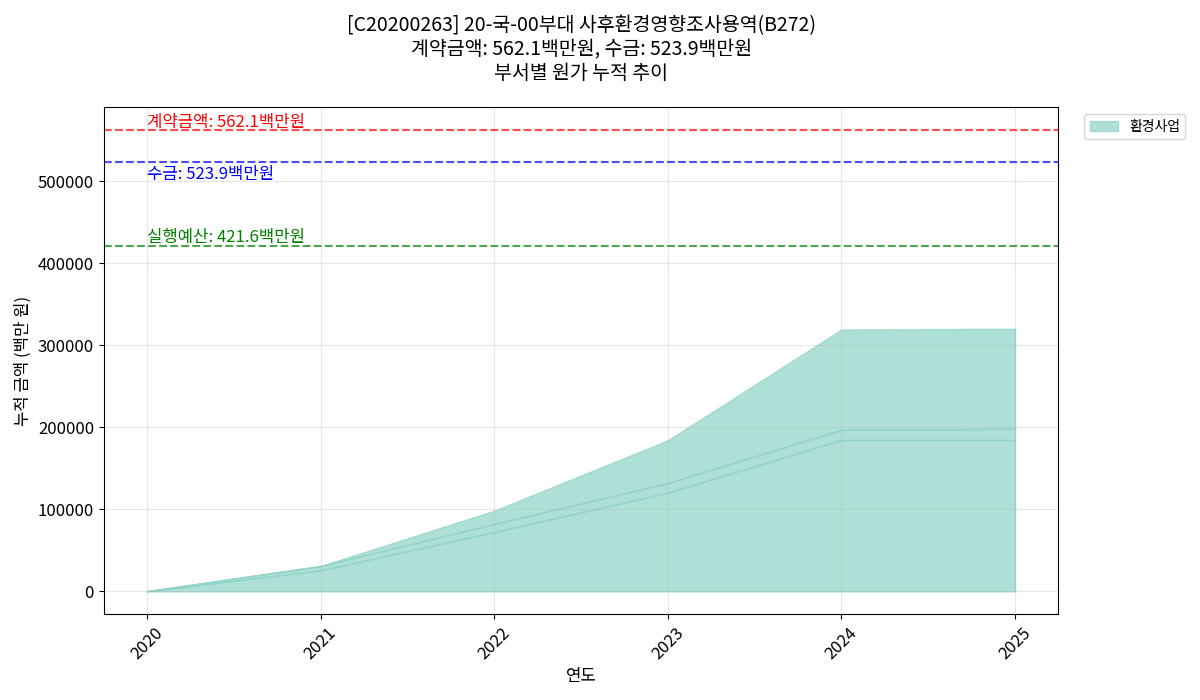 [C20200263] 20-국-00부대 사후환경영향조사용역(B272)
계약금액: 562.1백만원, 수금: 523.9백만원
부서별 원가 누적 추이
계약금액: 562.1백만원
수금: 523.9백만원
실행예산: 421.6백만원
환경사업
누적 금액 (백만 원)
500000
400000
300000
200000
100000
0
2020
2021
2022
2023
2024
2025
연도